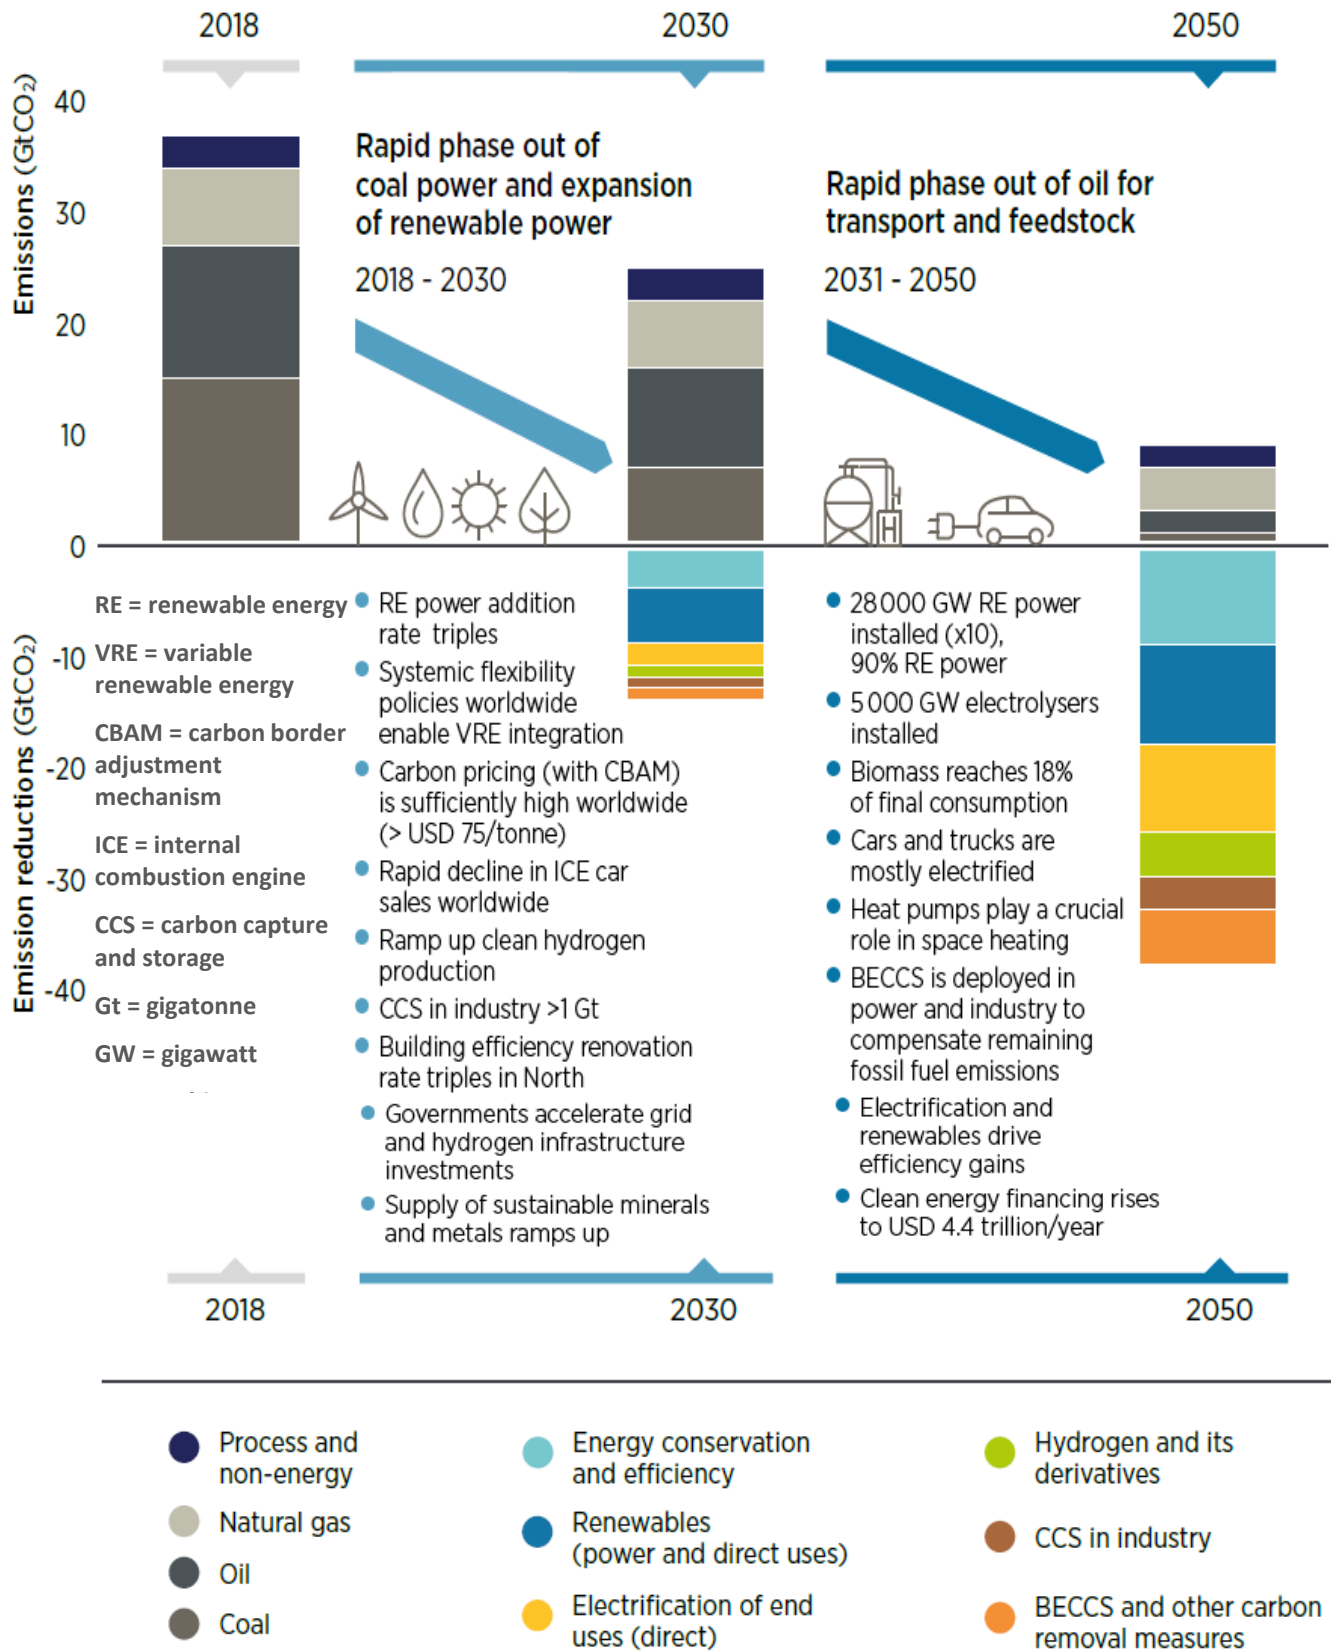 2018
2030
2050
Emissions (GtCO₂)
40
30
20
10
0
Rapid phase out of
coal power and expansion
of renewable power
2018 - 2030
Rapid phase out of oil for
transport and feedstock
2031 - 2050
H
Emission reductions (GtCO₂)
-10
-20
-30
-40
RE = renewable energy
VRE = variable
renewable energy
CBAM = carbon border
adjustment
mechanism
ICE = internal
combustion engine
CCS = carbon capture
and storage
Gt = gigatonne
GW = gigawatt
RE power addition
rate triples
Systemic flexibility
policies worldwide
enable VRE integration
Carbon pricing (with CBAM)
is sufficiently high worldwide
(> USD 75/tonne)
Rapid decline in ICE car
sales worldwide
Ramp up clean hydrogen
production
CCS in industry >1 Gt
Building efficiency renovation
rate triples in North
Governments accelerate grid
and hydrogen infrastructure
investments
Supply of sustainable minerals
and metals ramps up
28 000 GW RE power
installed (x10),
90% RE power
5 000 GW electrolysers
installed
Biomass reaches 18%
of final consumption
Cars and trucks are
mostly electrified
Heat pumps play a crucial
role in space heating
BECCS is deployed in
power and industry to
compensate remaining
fossil fuel emissions
Electrification and
renewables drive
efficiency gains
Clean energy financing rises
to USD 4.4 trillion/year
2018
2030
2050
Process and
non-energy
Natural gas
Oil
Coal
Energy conservation
and efficiency
Renewables
(power and direct uses)
Electrification of end
uses (direct)
Hydrogen and its
derivatives
CCS in industry
BECCS and other carbon
removal measures